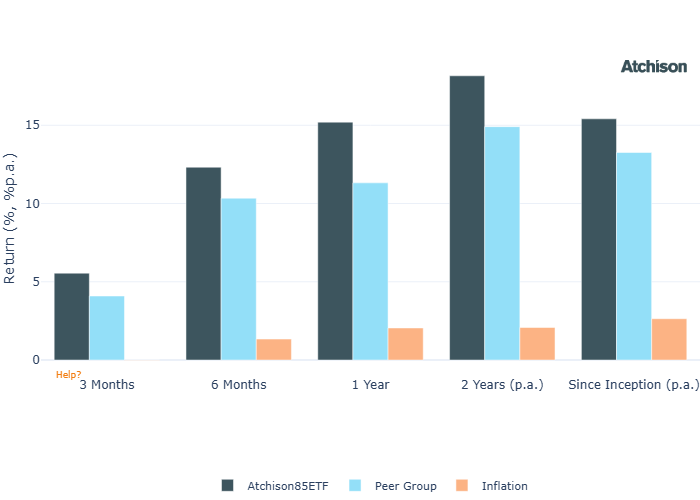 Atchison
Return (%, %p.a.)
15
10
5
0
Help?
3 Months
6 Months
1 Year
2 Years (p.a.)
Since Inception (p.a.)
Atchison85ETF
Peer Group
Inflation